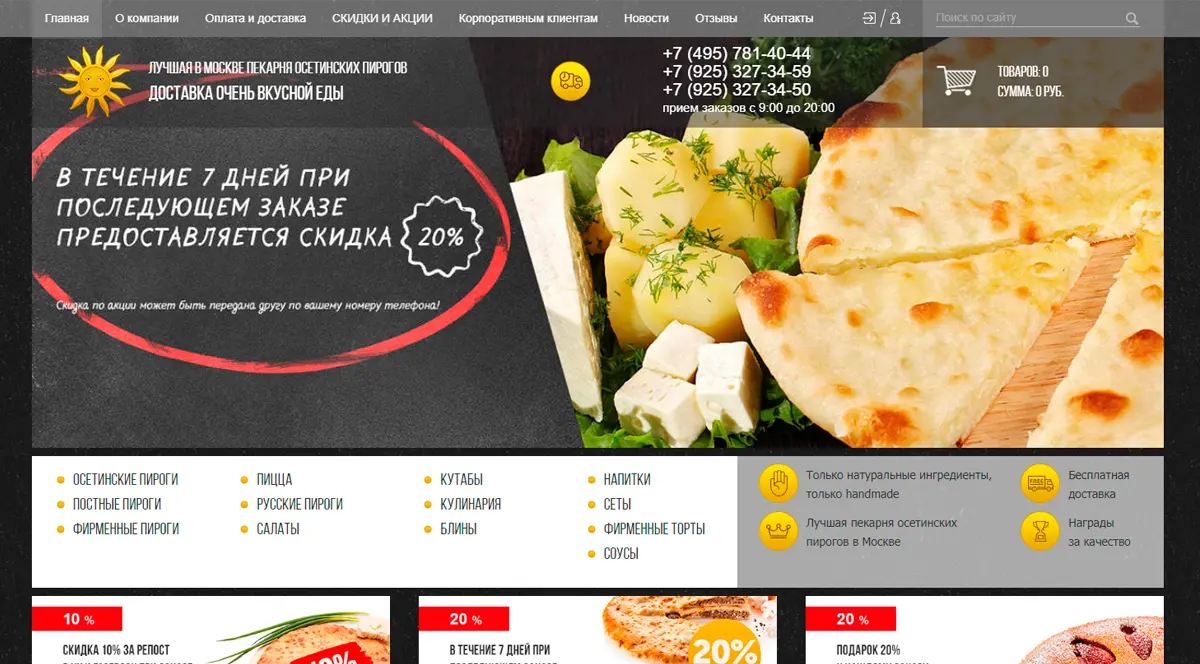 Главная
О компании
Оплата и доставка
СКИДКИ И АКЦИИ
Корпоративным клиентам
Новости
Отзывы
Контакты
Поиск по сайту
ЛУЧШАЯ В МОСКВЕ ПЕКАРНЯ ОСЕТИНСКИХ ПИРОГОВ
ДОСТАВКА ОЧЕНЬ ВКУСНОЙ ЕДЫ
+7 (495) 781-40-44
+7 (925) 327-34-59
+7 (925) 327-34-50
прием заказов с 9:00 до 20:00
ТОВАРОВ: 0
СУММА: 0 РУБ.
В ТЕЧЕНИЕ 7 ДНЕЙ ПРИ
ПОСЛЕДУЮЩЕМ ЗАКАЗЕ
ПРЕДОСТАВЛЯЕТСЯ СКИДКА 20%
Скидка по акции может быть передана другу по вашему номеру телефона!
ОСЕТИНСКИЕ ПИРОГИ
ПОСТНЫЕ ПИРОГИ
ФИРМЕННЫЕ ПИРОГИ
ПИЦЦА
РУССКИЕ ПИРОГИ
САЛАТЫ
КУТАБЫ
КУЛИНАРИЯ
БЛИНЫ
НАПИТКИ
СЕТЫ
ФИРМЕННЫЕ ТОРТЫ
СОУСЫ
Только натуральные ингредиенты,
только handmade
Лучшая пекарня осетинских
пирогов в Москве
FREE
Бесплатная
доставка
Награды
за качество
10 %
СКИДКА 10% ЗА РЕПОСТ
10%
20 %
В ТЕЧЕНИЕ 7 ДНЕЙ ПРИ
20%
20 %
ПОДАРОК 20%